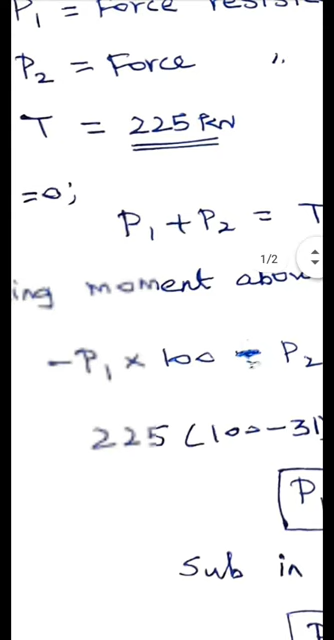 P₁ = Force
P₂ = Force "
T = 225 KN
=0;
P₁ + P₂ = T
1/2
ing moment abou
-P₁ × 100 - P₂
225 (100-31
P
Sub in